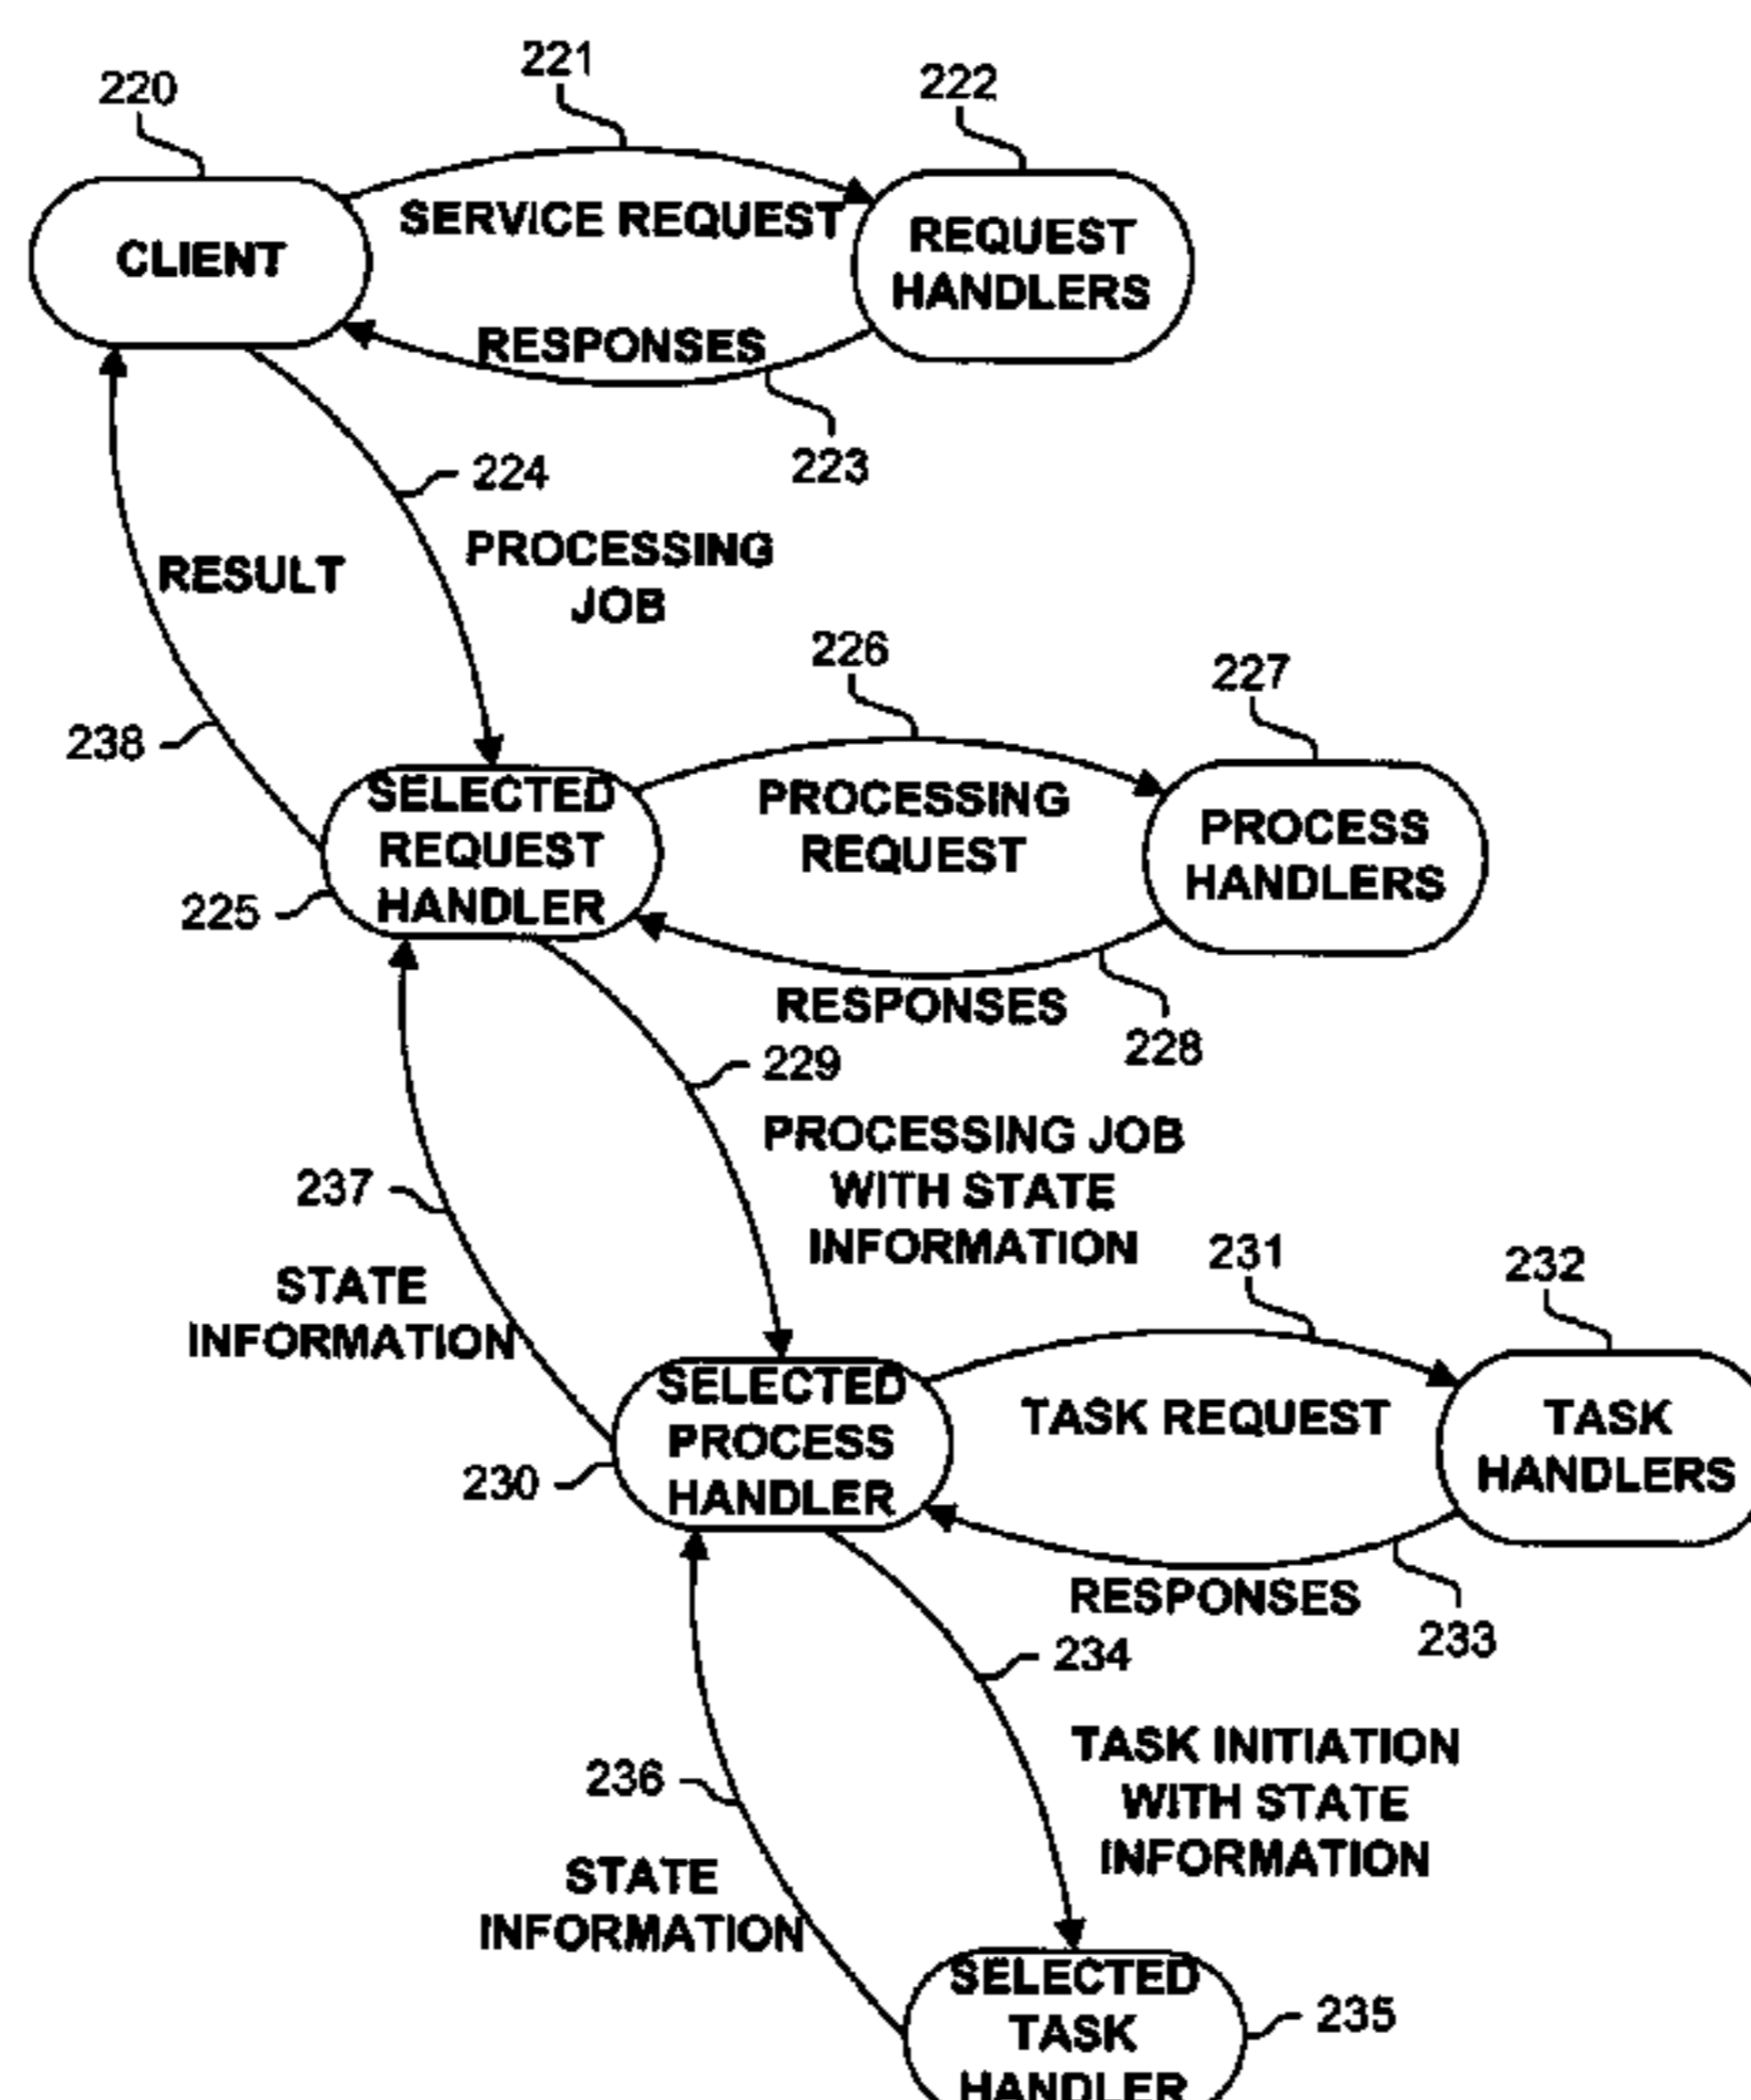 220
221
222
CLIENT
SERVICE REQUEST
REQUEST
HANDLERS
RESPONSES
223
224
PROCESSING
JOB
RESULT
238
226
227
SELECTED
REQUEST
HANDLER
225
PROCESSING
REQUEST
PROCESS
HANDLERS
RESPONSES
228
229
PROCESSING JOB
WITH STATE
INFORMATION
237
STATE
INFORMATION
231
232
SELECTED
PROCESS
HANDLER
230
TASK REQUEST
TASK
HANDLERS
RESPONSES
233
234
TASK INITIATION
WITH STATE
INFORMATION
236
STATE
INFORMATION
SELECTED
TASK
HANDLER
235